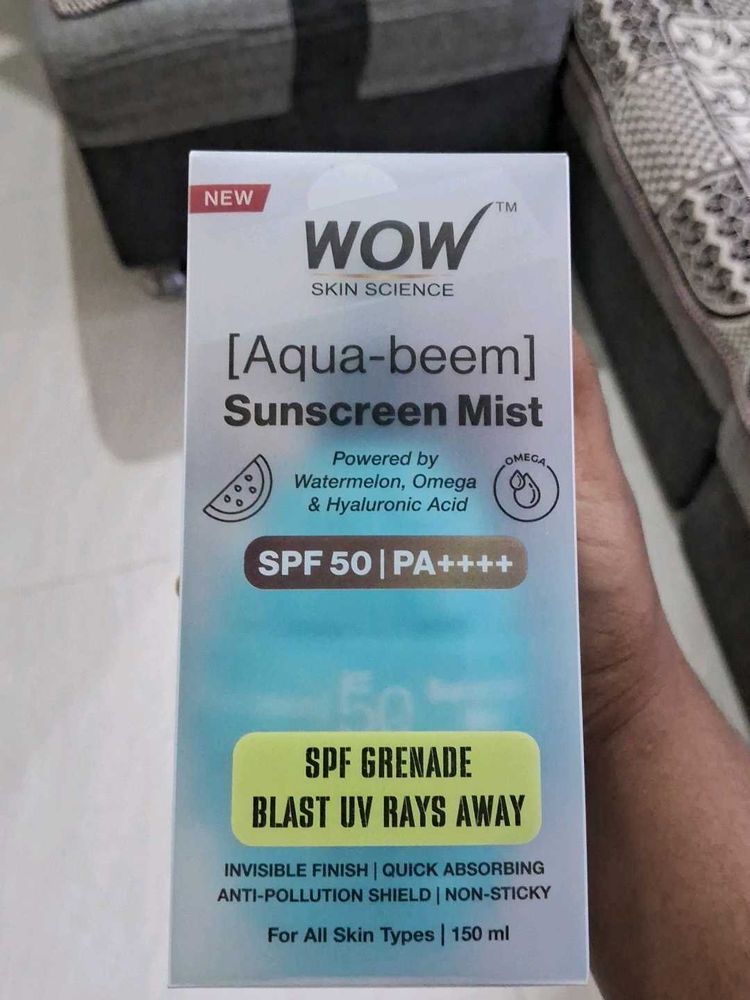 NEW
WOW™
SKIN SCIENCE
[Aqua-beem]
Sunscreen Mist
Powered by
Watermelon, Omega
& Hyaluronic Acid
OMEGA
SPF 50 | PA++++
50
SPF GRENADE
BLAST UV RAYS AWAY
INVISIBLE FINISH | QUICK ABSORBING
ANTI-POLLUTION SHIELD | NON-STICKY
For All Skin Types | 150 ml